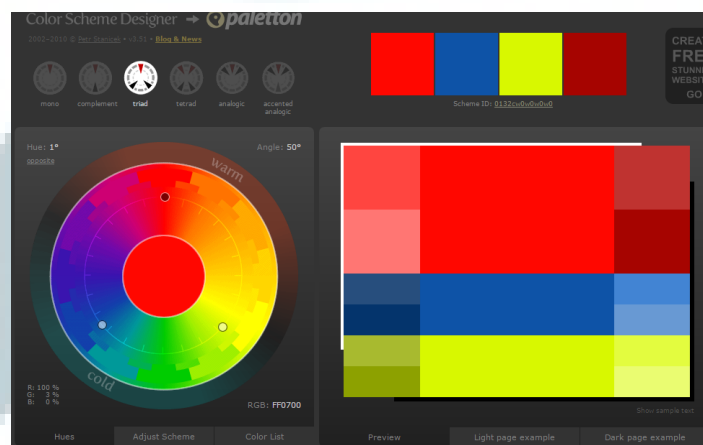 Color Scheme Designer → paletton
2002–2010 © Petr Stanicek • v3.51 • Blog & News
mono complement triad tetrad analogic accented
analogic
Scheme ID: 0132cw0w0w0w0
CREA
FRE
STUNN
WEBSIT
GO
Hue: 1°
opposite
Angle: 50°
warm
cold
R: 100 %
G: 3 %
B: 0 %
RGB: FF0700
Show sample text
Hues Adjust Scheme Color List
Preview Light page example Dark page example